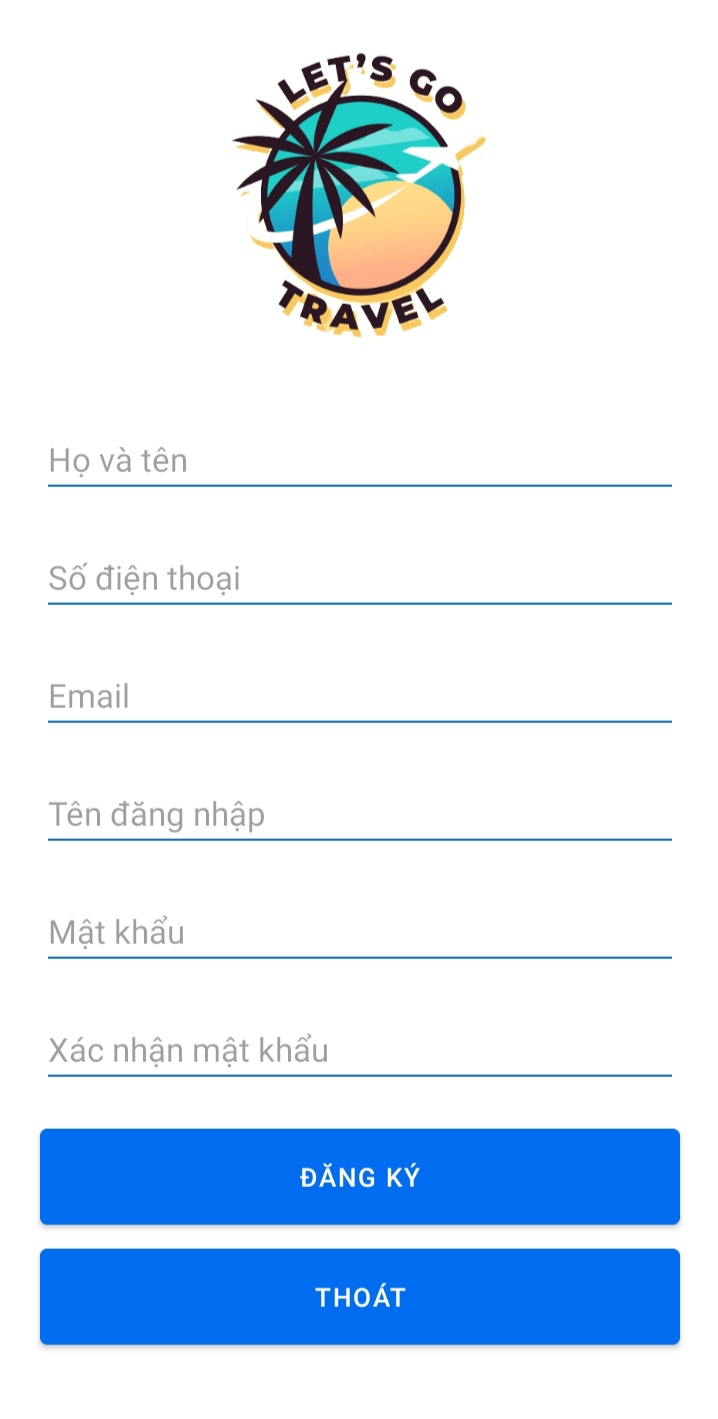 LET'S GO
TRAVEL
Họ và tên
Số điện thoại
Email
Tên đăng nhập
Mật khẩu
Xác nhận mật khẩu
ĐĂNG KÝ
THOÁT